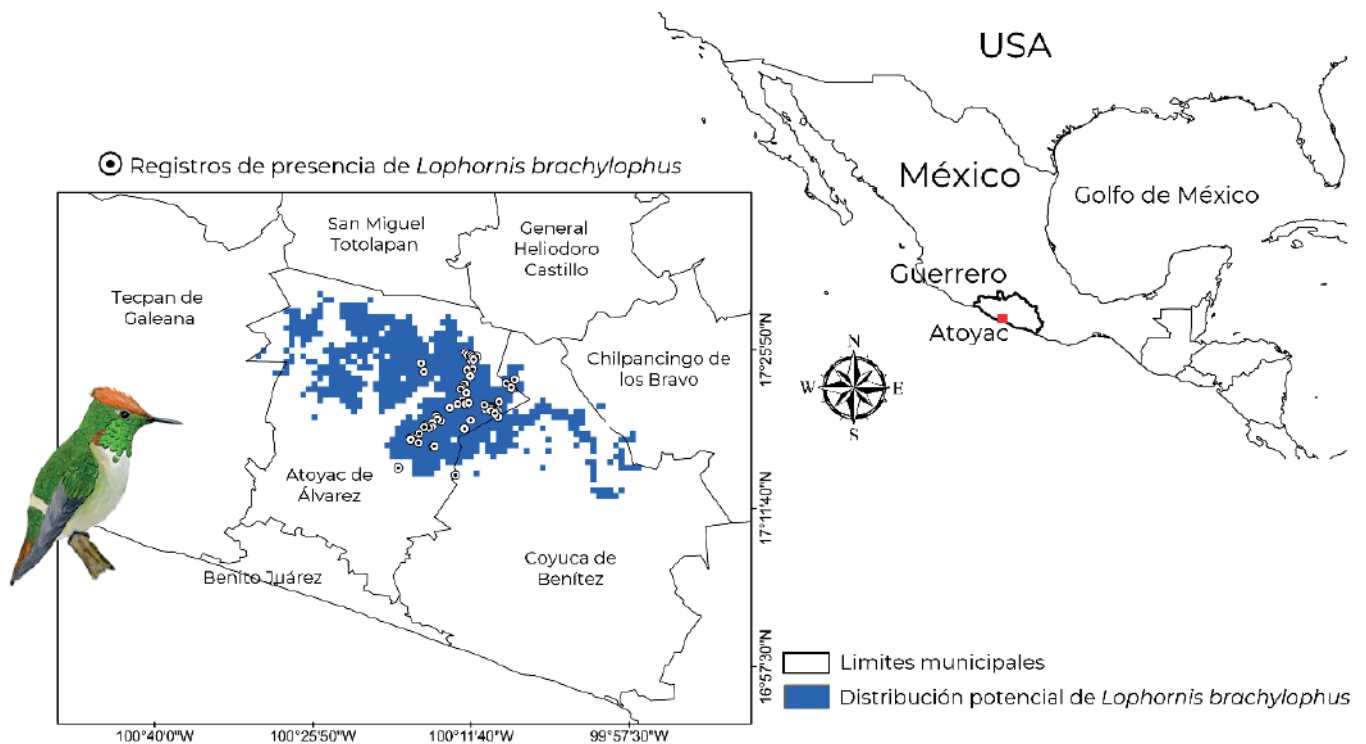 USA
México
Golfo de México
Guerrero
Atoyac
N
W
E
S
Registros de presencia de Lophornis brachylophus
San Miguel
Totolapan
General
Heliodoro
Castillo
Tecpan de
Galeana
Chilpancingo de
los Bravo
Atoyac de
Álvarez
Coyuca de
Benítez
Benito Juárez
17°25'50"N
17°11'40"N
16°57'30"N
100°40'0"W
100°25'50"W
100°11'40"W
99°57'30"W
Limites municipales
Distribución potencial de Lophornis brachylophus